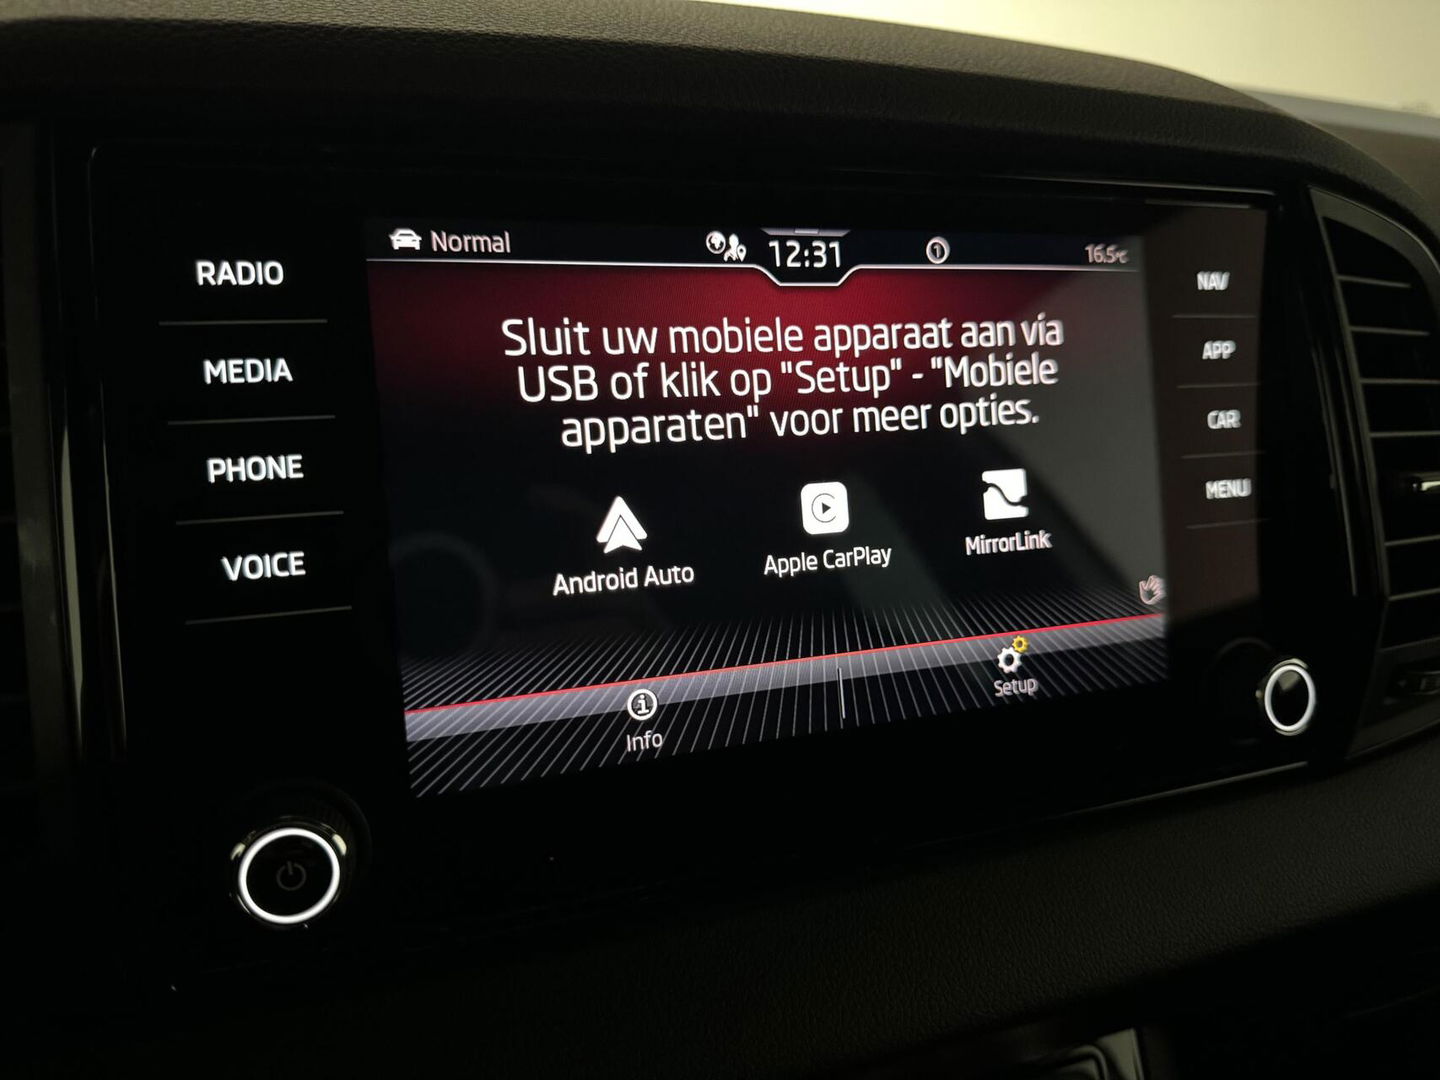 Normal
12:31
1
16.5°C
RADIO
MEDIA
PHONE
VOICE
Sluit uw mobiele apparaat aan via
USB of klik op "Setup" - "Mobiele
apparaten" voor meer opties.
Android Auto
Apple CarPlay
MirrorLink
Info
Setup
NAV
APP
CAR
MENU